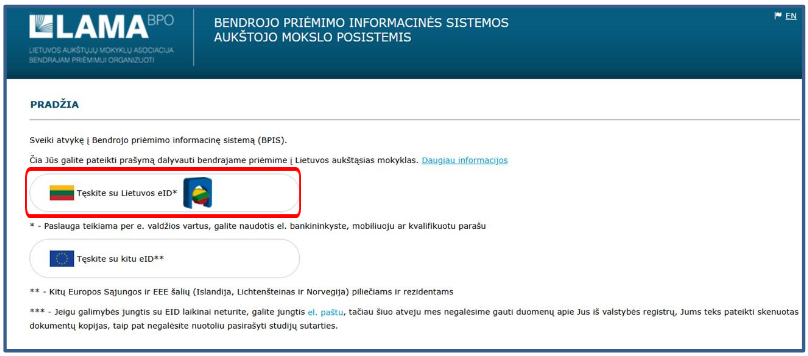 LAMA BPO
LIETUVOS AUKŠTŲJŲ MOKYKLŲ ASOCIACIJA
BENDRAJAM PRIĖMIMUI ORGANIZUOTI
BENDROJO PRIĖMIMO INFORMACINĖS SISTEMOS
AUKŠTOJO MOKSLO POSISTEMIS
EN
PRADŽIA
Sveiki atvykę į Bendrojo priėmimo informacinę sistemą (BPIS).
Čia Jūs galite pateikti prašymą dalyvauti bendrajame priėmime į Lietuvos aukštąsias mokyklas. Daugiau informacijos
Tęskite su Lietuvos eID*
* - Paslauga teikiama per e. valdžios vartus, galite naudotis el. bankininkyste, mobiliuoju ar kvalifikuotu parašu
Tęskite su kitu eID**
** - Kitų Europos Sąjungos ir EEE šalių (Islandija, Lichtenšteinas ir Norvegija) piliečiams ir rezidentams
*** - Jeigu galimybės jungtis su EID laikinai neturite, galite jungtis el. paštu, tačiau šiuo atveju mes negalėsime gauti duomenų apie Jus iš valstybės registrų, Jums teks pateikti skenuotas
dokumentų kopijas, taip pat negalėsite nuotoliu pasirašyti studijų sutarties.